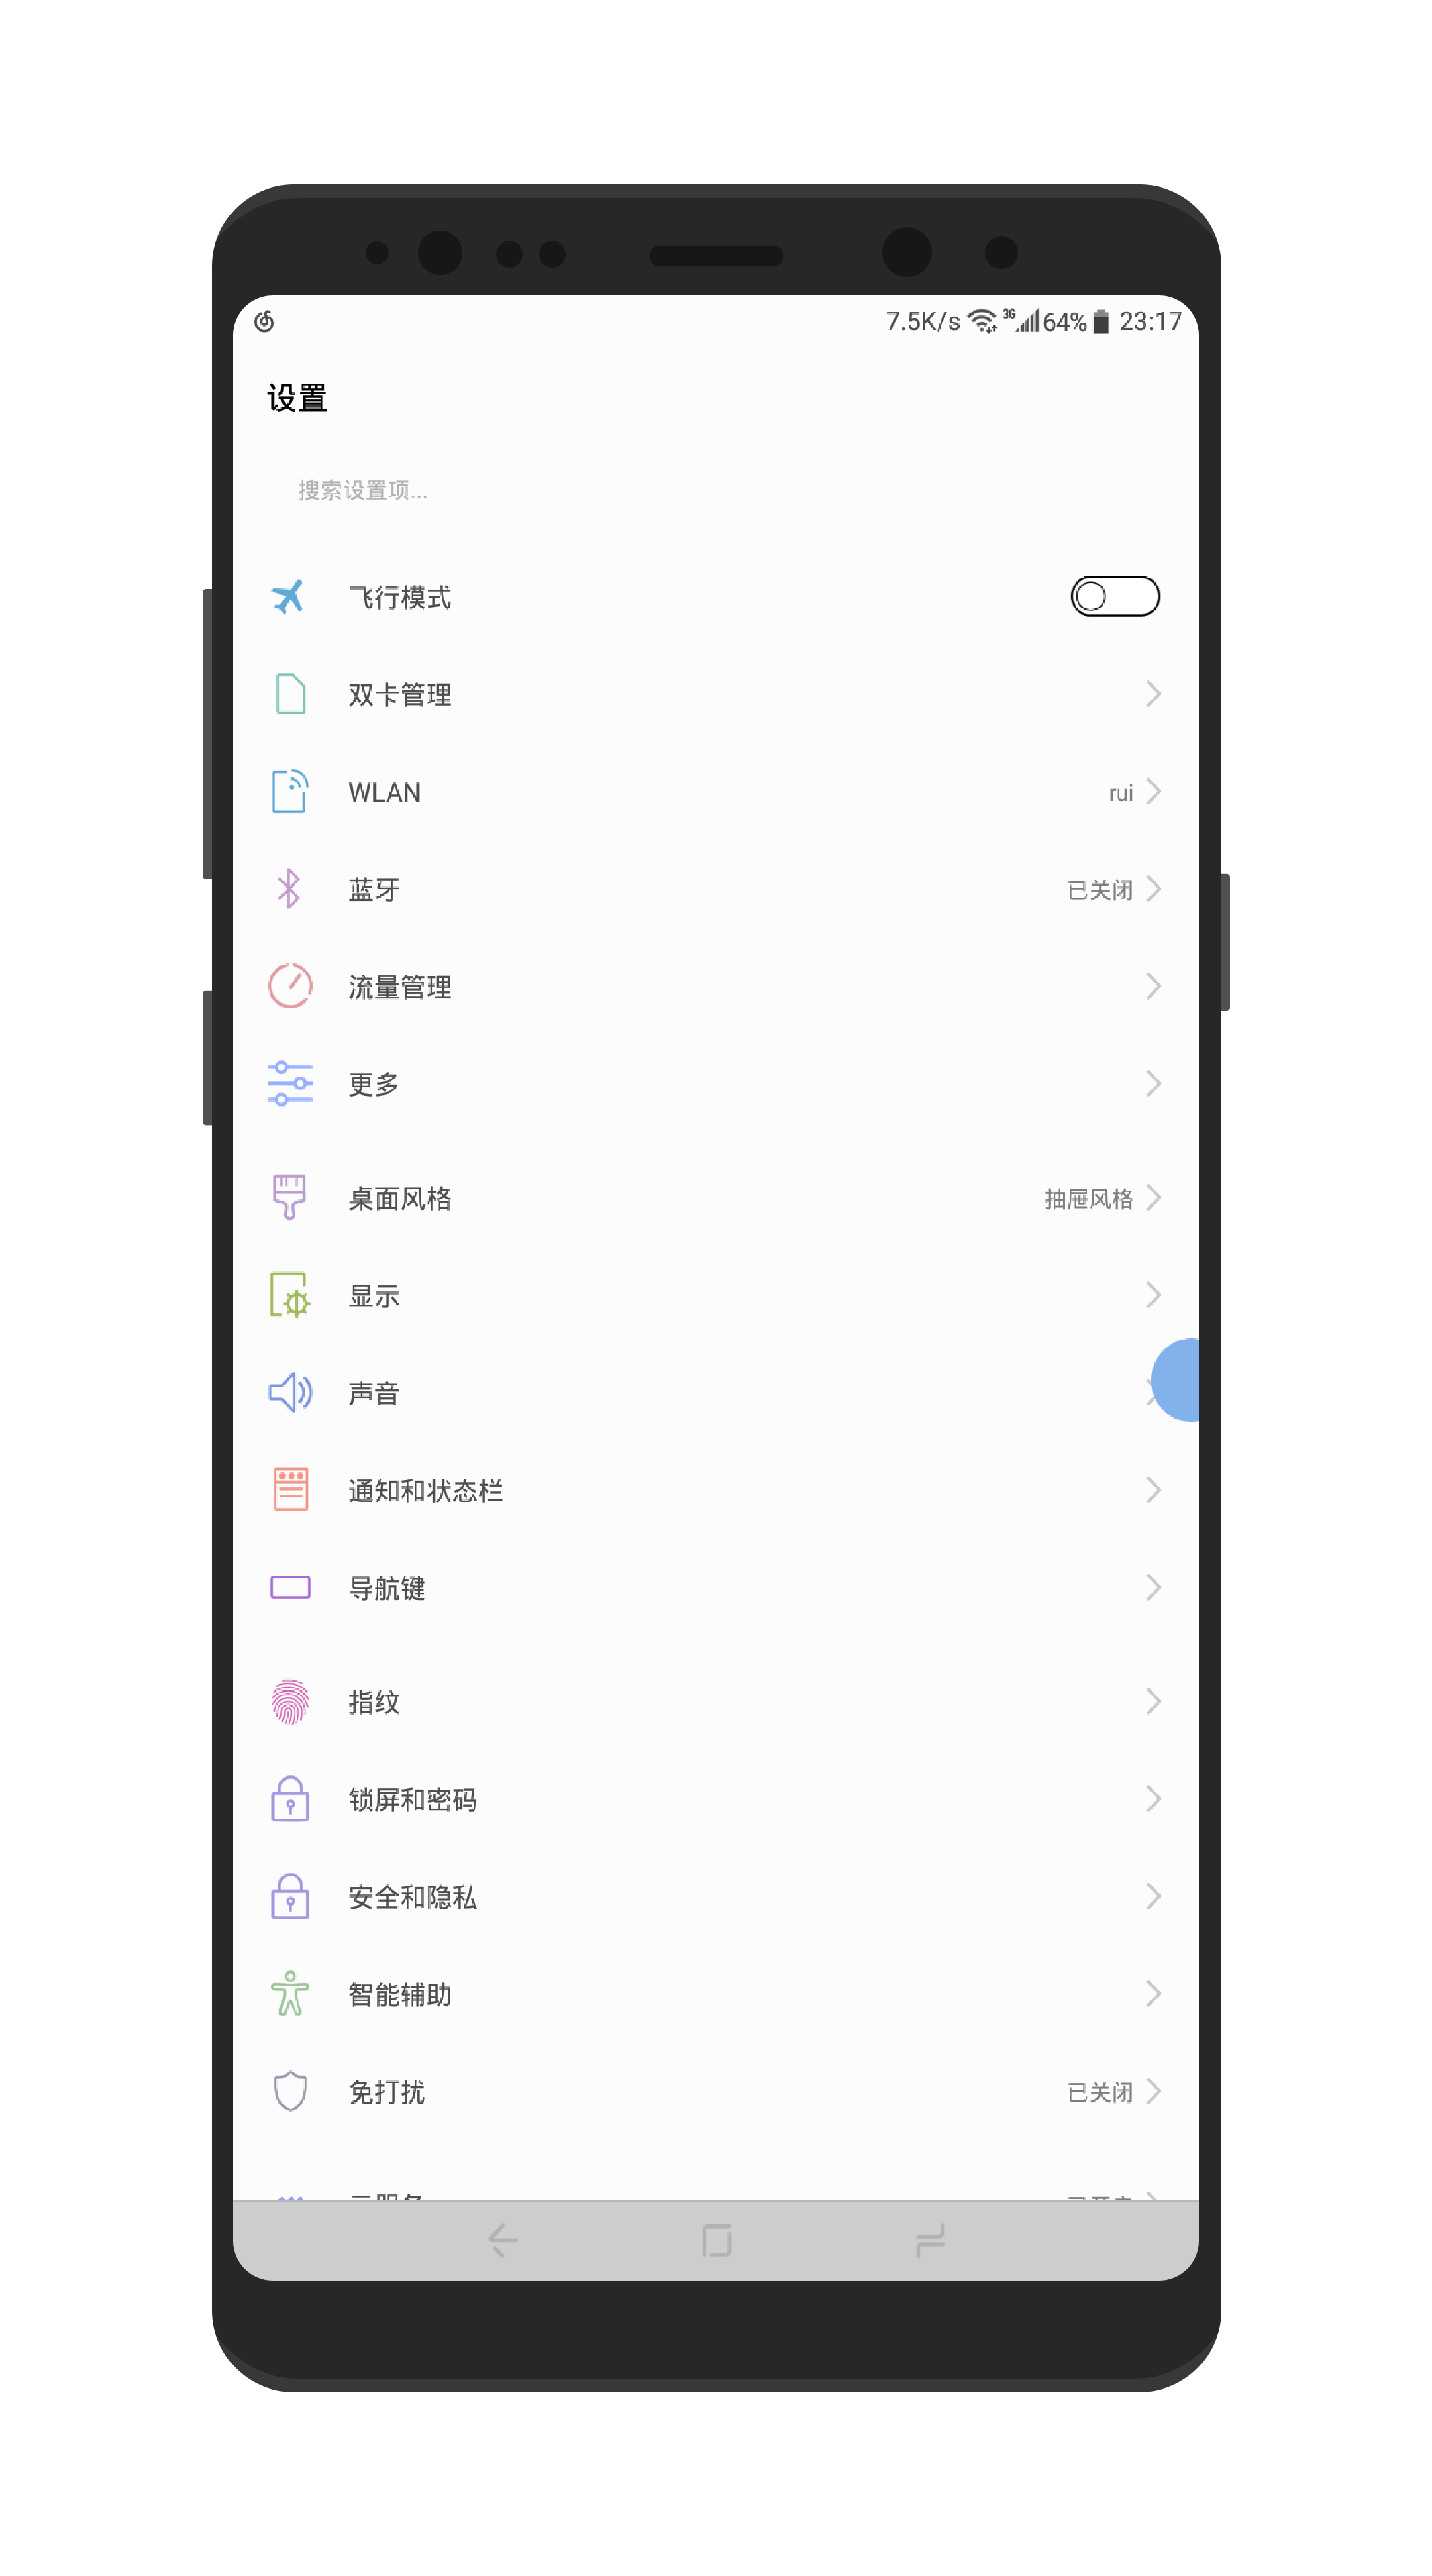 7.5K/s 3G 64% 23:17
设置
搜索设置项...
飞行模式
双卡管理
WLAN rui
蓝牙 已关闭
流量管理
更多
桌面风格 抽屉风格
显示
声音
通知和状态栏
导航键
指纹
锁屏和密码
安全和隐私
智能辅助
免打扰 已关闭